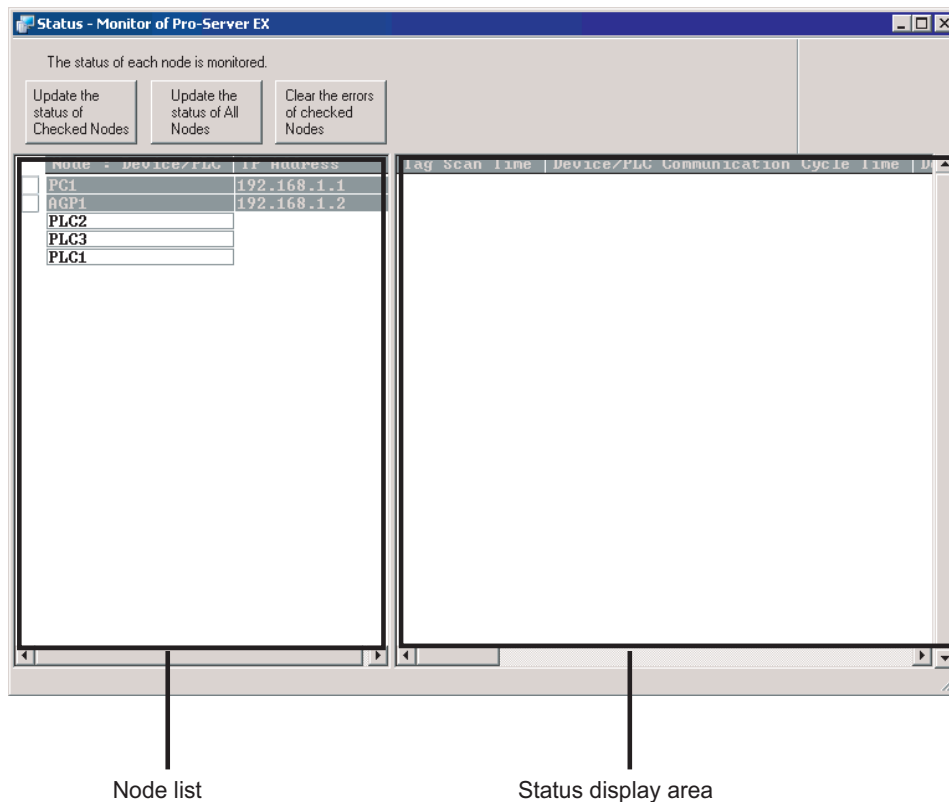 Status - Monitor of Pro-Server EX
The status of each node is monitored.
Update the
status of
Checked Nodes
Update the
status of All
Nodes
Clear the errors
of checked
Nodes
Node : Device/PLC IP Address
PC1 192.168.1.1
AGP1 192.168.1.2
PLC2
PLC3
PLC1
Tag Scan Time Device/PLC Communication Cycle Time D
Node list
Status display area